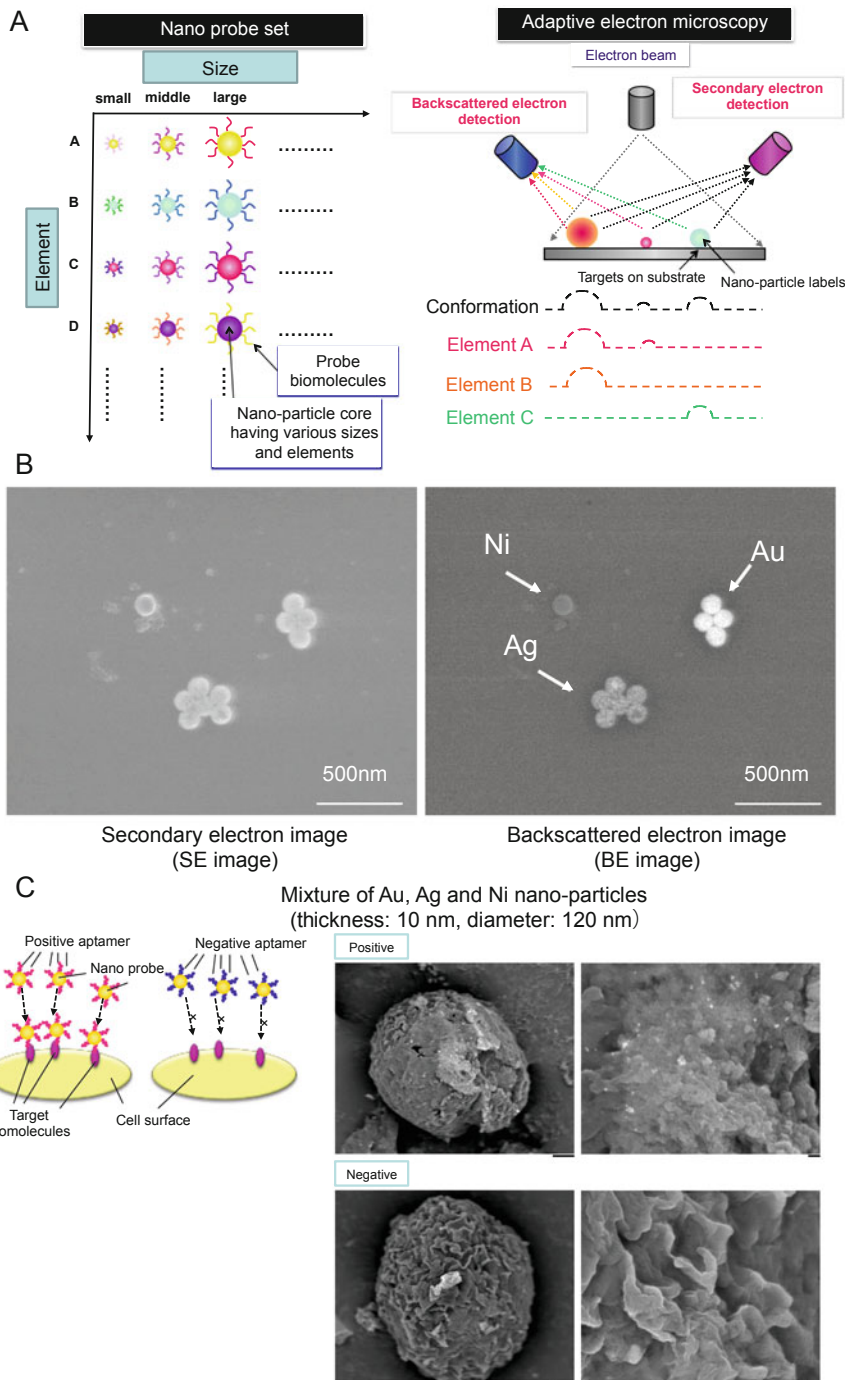 A
Nano probe set
Size
small middle large
Element
A
B
C
D
Probe
biomolecules
Nano-particle core
having various sizes
and elements
Adaptive electron microscopy
Electron beam
Backscattered electron
detection
Secondary electron
detection
Targets on substrate
Nano-particle labels
Conformation
Element A
Element B
Element C
B
500nm
Secondary electron image
(SE image)
Ni
Au
Ag
500nm
Backscattered electron image
(BE image)
Mixture of Au, Ag and Ni nano-particles
(thickness: 10 nm, diameter: 120 nm)
C
Positive aptamer
Nano probe
Negative aptamer
Target
omolecules
Cell surface
Positive
Negative